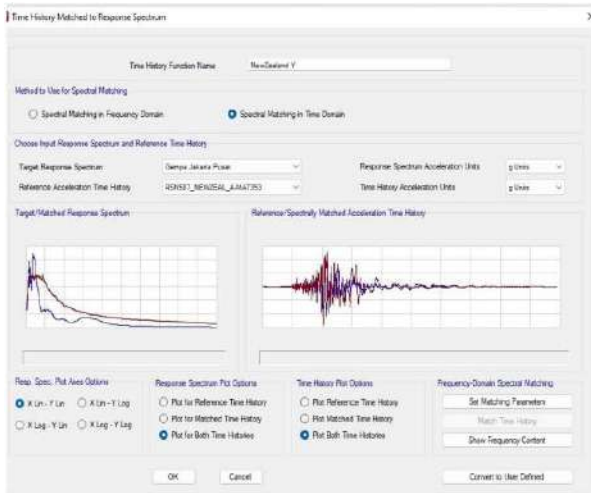 Time History Matched to Response Spectrum
Time History Function Name
NewZealand Y
Method to Use for Spectral Matching
Spectral Matching in Frequency Domain
Spectral Matching in Time Domain
Choose Input Response Spectrum and Reference Time History
Target Response Spectrum
Gempa Jakarta Pusat
Response Spectrum Acceleration Units
g Units
Reference Acceleration Time History
Time History Acceleration Units
g Units
Target/Matched Response Spectrum
Reference/Spectrally Matched Acceleration Time History
Resp. Spec. Plot Axes Options
X Lin - Y Lin
X Lin - Y Log
X Log - Y Lin
X Log - Y Log
Response Spectrum Plot Options
Plot for Reference Time History
Plot for Matched Time History
Plot for Both Time Histories
Time History Plot Options
Plot Reference Time History
Plot Matched Time History
Plot Both Time Histories
Frequency-Domain Spectral Matching
Set Matching Parameters
Match Time History
Show Frequency Content
OK
Cancel
Convert to User Defined